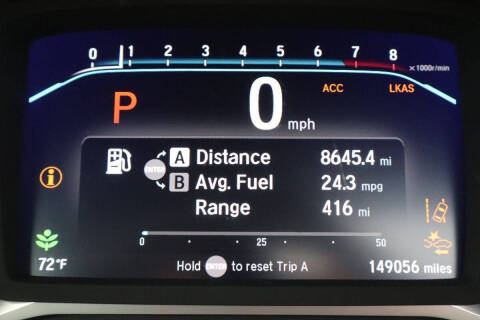 0 1 2 3 4 5 6 7 8
×1000r/min
P 0 mph ACC LKAS
A Distance 8645.4 mi
ENTER
B Avg. Fuel 24.3 mpg
Range 416 mi
0 25 50
72°F Hold ENTER to reset Trip A 149056 miles